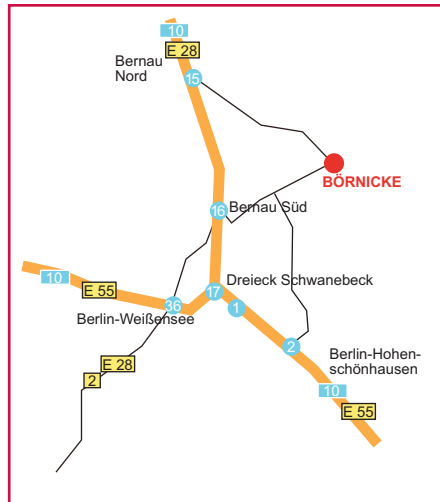 10
E 28
Bernau
Nord
15
BÖRNICKE
16
Bernau Süd
10
E 55
Dreieck Schwanebeck
17
36
1
Berlin-Weißensee
2
Berlin-Hohen-
schönhausen
E 28
2
10
E 55